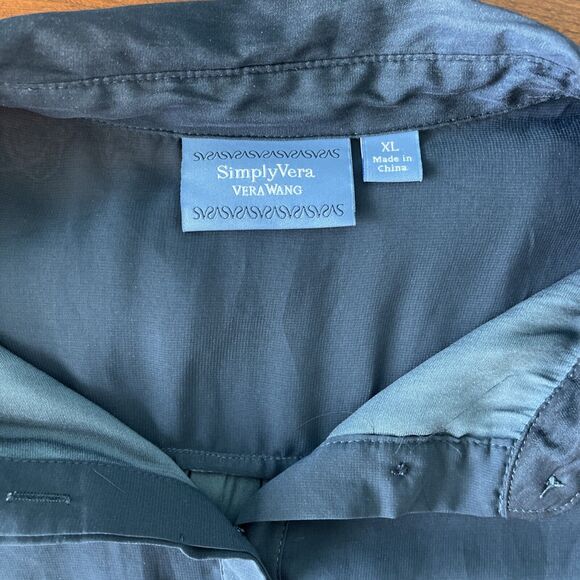 SimplyVera
VERA WANG
XL
Made in
China